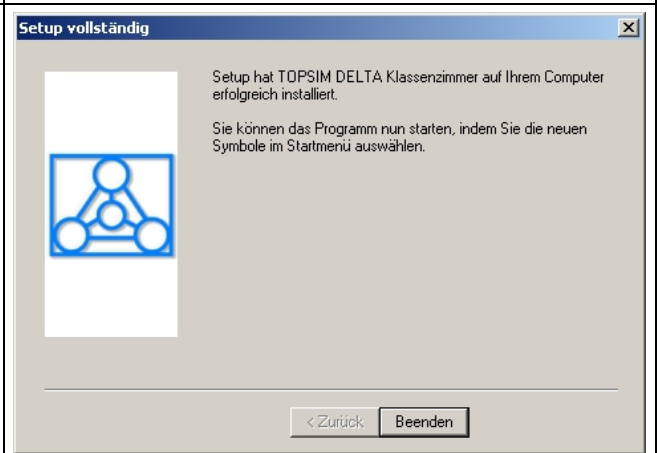 Setup vollständig
Setup hat TOPSIM DELTA Klassenzimmer auf Ihrem Computer
erfolgreich installiert.
Sie können das Programm nun starten, indem Sie die neuen
Symbole im Startmenü auswählen.
< Zurück
Beenden